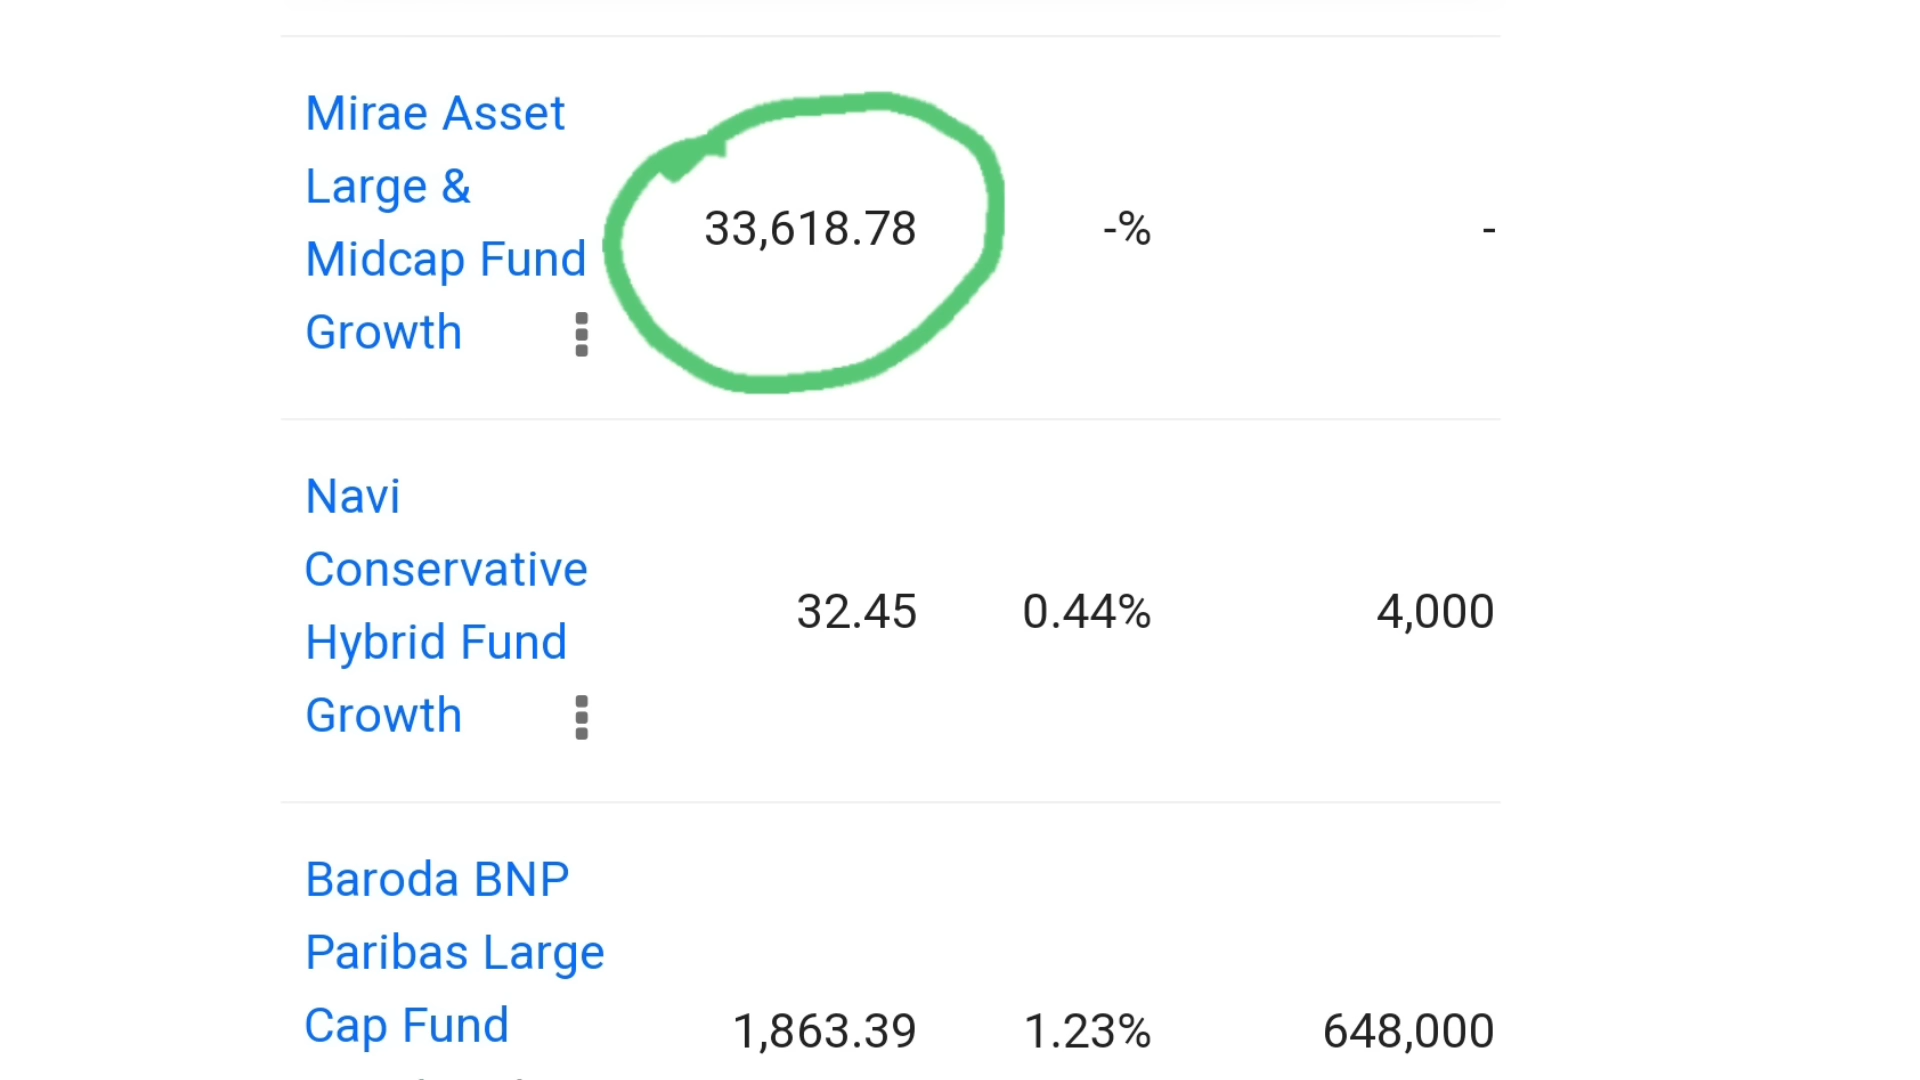 Mirae Asset
Large &
Midcap Fund
Growth
33,618.78 -% -
Navi
Conservative
Hybrid Fund
Growth
32.45 0.44% 4,000
Baroda BNP
Paribas Large
Cap Fund
1,863.39 1.23% 648,000